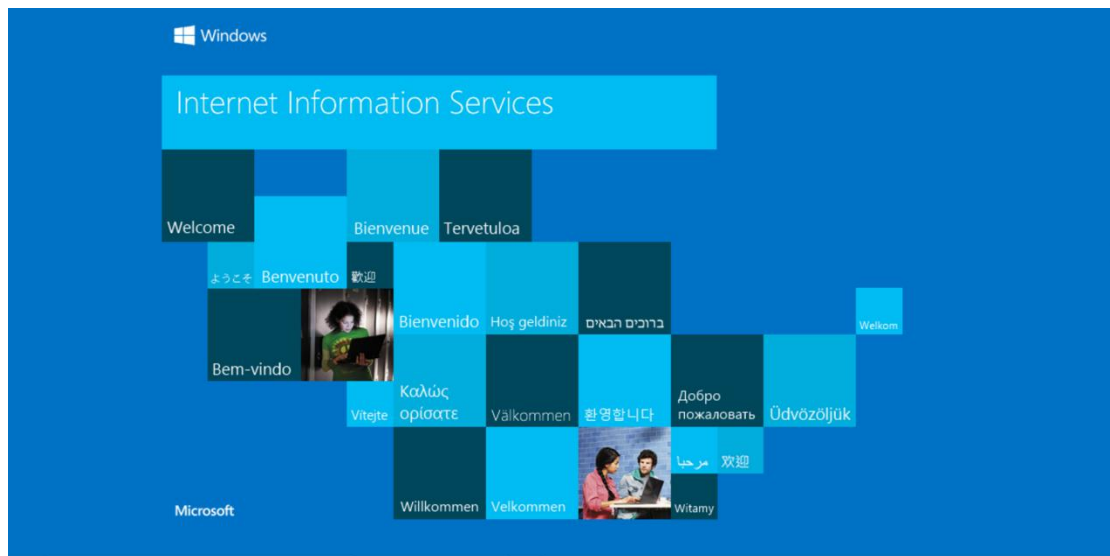 Windows
Internet Information Services
Welcome
Bienvenue
Tervetuloa
ようこそ
Benvenuto
歡迎
Bienvenido
Hoş geldiniz
ברוכים הבאים
Welkom
Bem-vindo
Vítejte
Καλώς
ορίσατε
Välkommen
환영합니다
Добро
пожаловать
Üdvözöljük
مرحبا
欢迎
Willkommen
Velkommen
Witamy
Microsoft